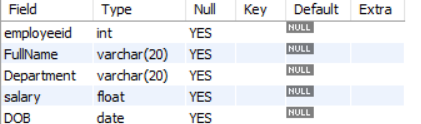 Field Type Null Key Default Extra
employeeid int YES NULL
FullName varchar(20) YES NULL
Department varchar(20) YES NULL
salary float YES NULL
DOB date YES NULL